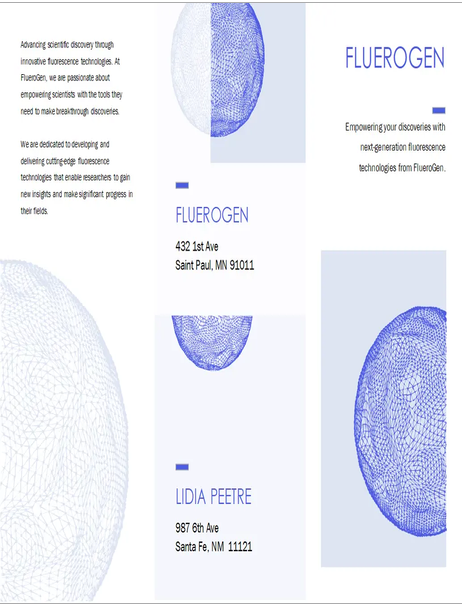 Advancing scientific discovery through
innovative fluorescence technologies. At
FlueroGen, we are passionate about
empowering scientists with the tools they
need to make breakthrough discoveries.
We are dedicated to developing and
delivering cutting-edge fluorescence
technologies that enable researchers to gain
new insights and make significant progress in
their fields.
FLUEROGEN
432 1st Ave
Saint Paul, MN 91011
LIDIA PEETRE
987 6th Ave
Santa Fe, NM 11121
FLUEROGEN
Empowering your discoveries with
next-generation fluorescence
technologies from FlueroGen.